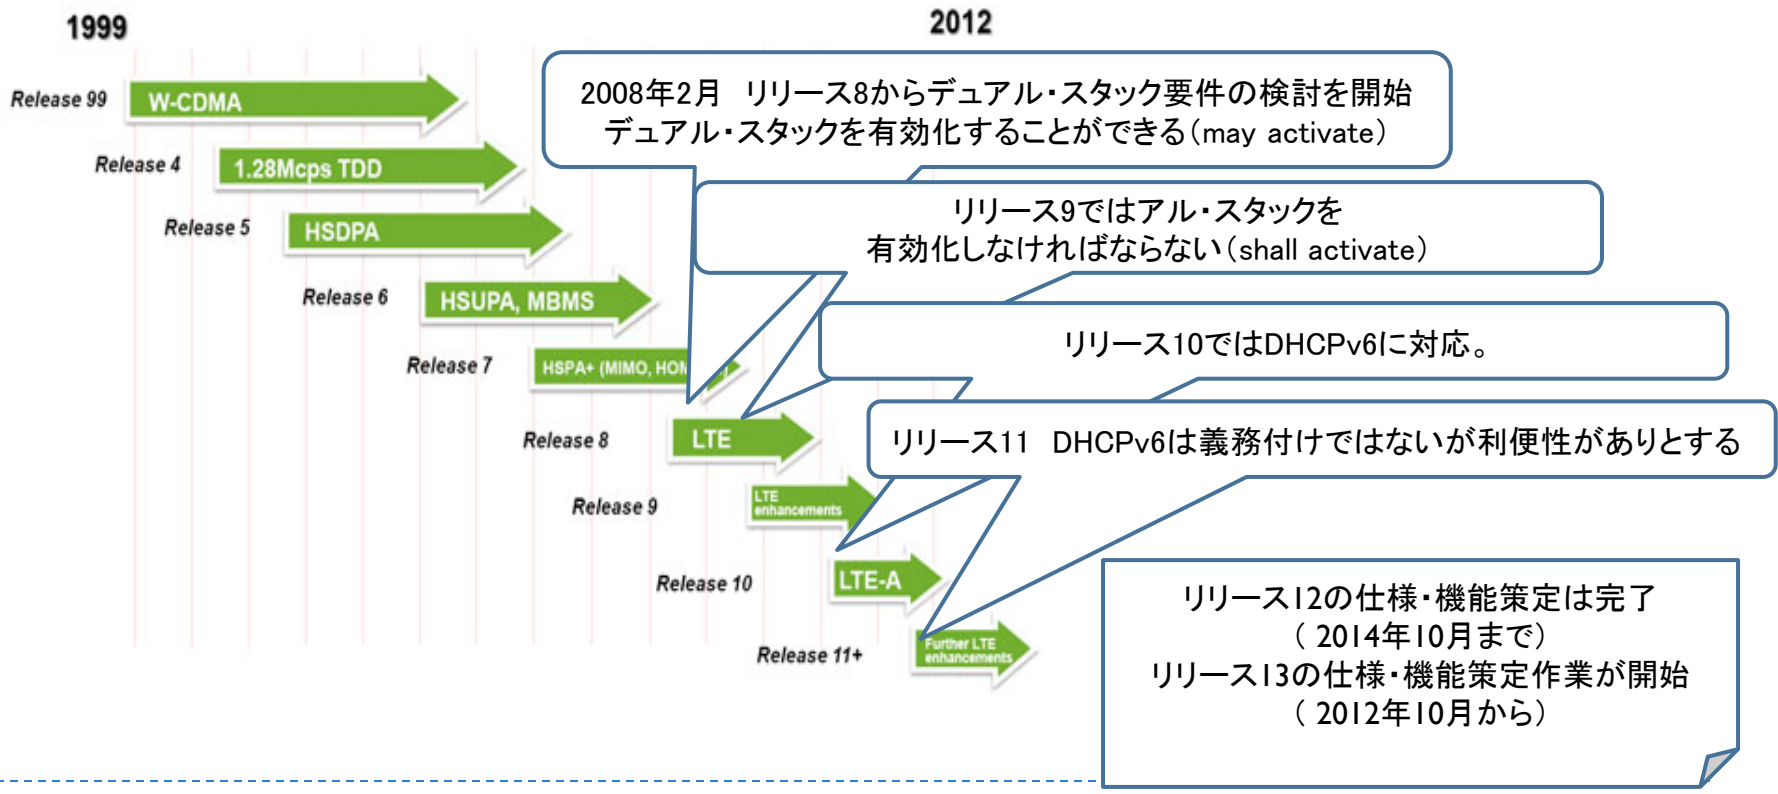 1999
2012
Release 99
W-CDMA
2008年2月　リリース8からデュアル・スタック要件の検討を開始
デュアル・スタックを有効化することができる（may activate）
Release 4
1.28Mcps TDD
リリース9ではアル・スタックを
有効化しなければならない（shall activate）
Release 5
HSDPA
Release 6
HSUPA, MBMS
リリース10ではDHCPv6に対応。
Release 7
HSPA+ (MIMO,
Release 8
LTE
リリース11　DHCPv6は義務付けではないが利便性がありとする
Release 9
LTE
enhancements
Release 10
LTE-A
Release 11+
Further LTE
enhancements
リリース12の仕様・機能策定は完了
（ 2014年10月まで）
リリース13の仕様・機能策定作業が開始
（ 2012年10月から）